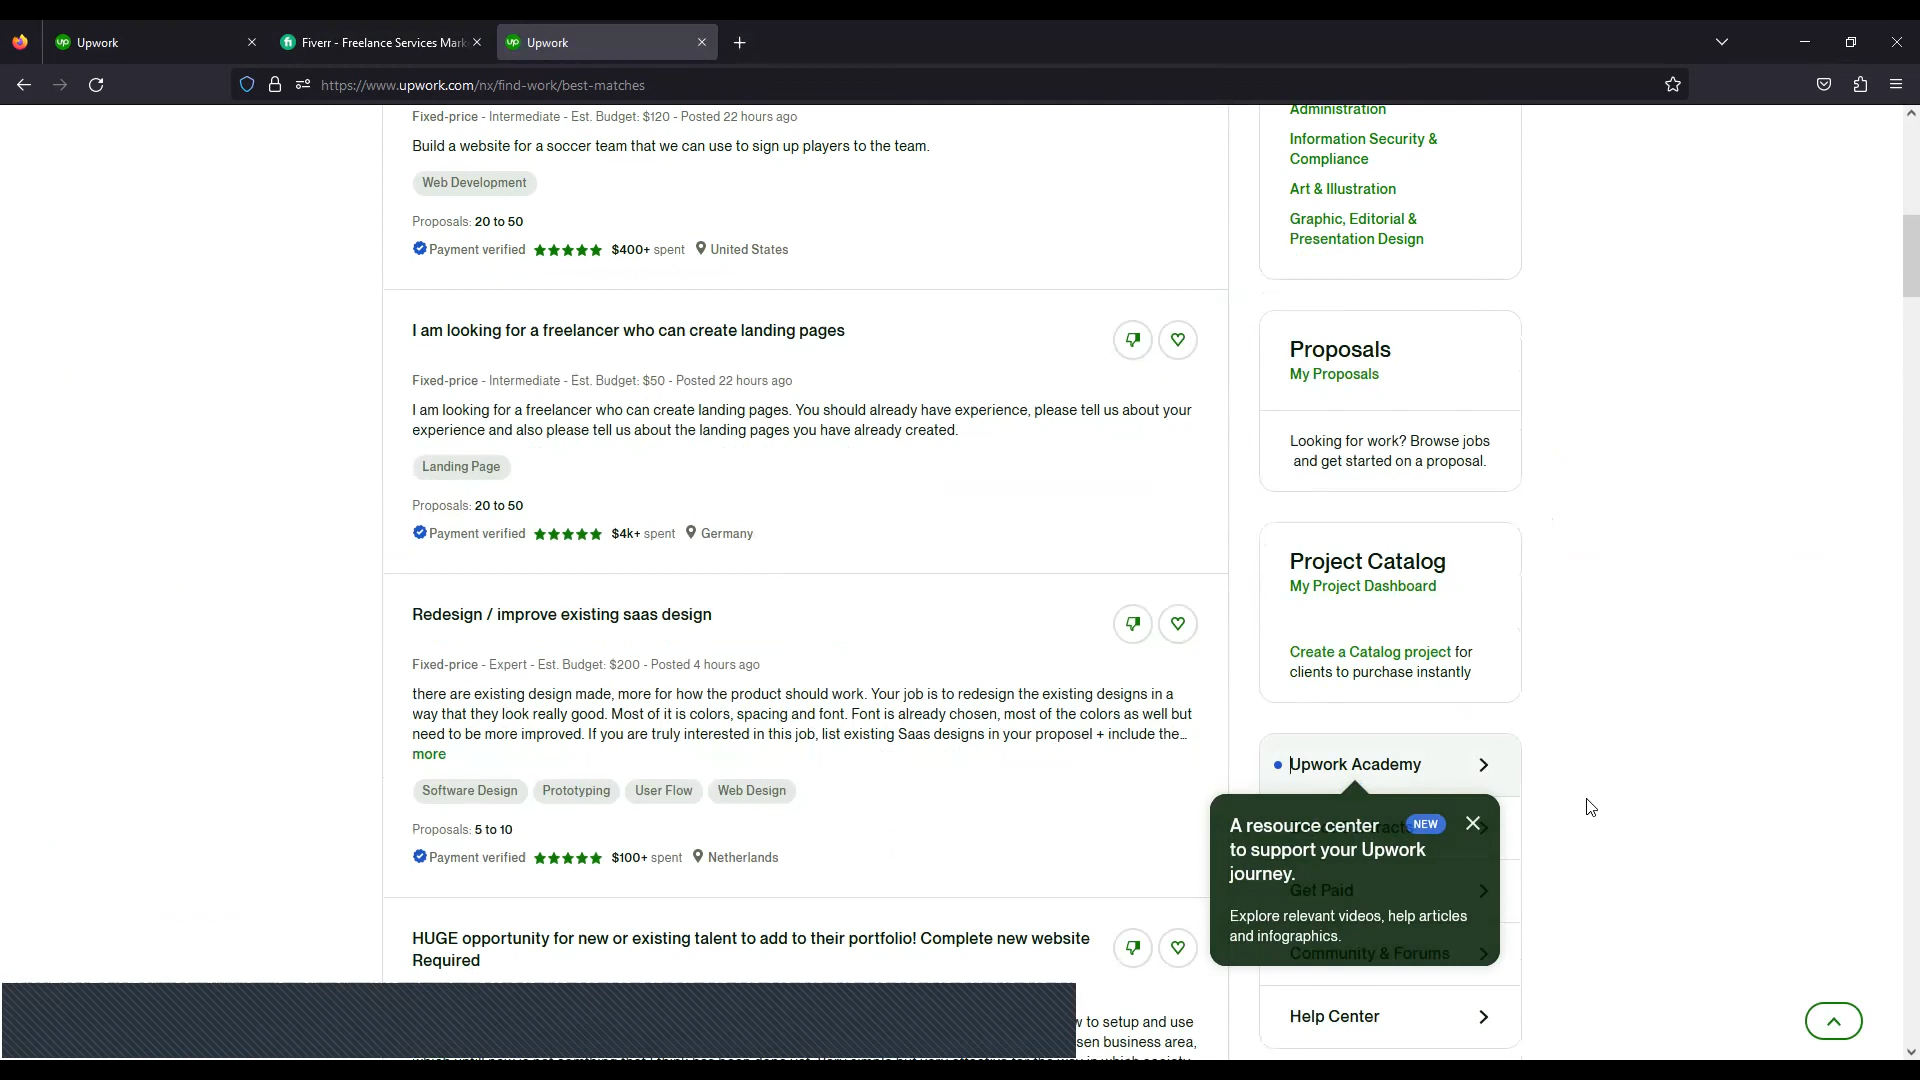 Upwork
Fiverr - Freelance Services Mark
Upwork
https://www.upwork.com/nx/find-work/best-matches
Fixed-price - Intermediate - Est. Budget: $120 - Posted 22 hours ago
Build a website for a soccer team that we can use to sign up players to the team.
Web Development
Proposals: 20 to 50
Payment verified $400+ spent United States
I am looking for a freelancer who can create landing pages
Fixed-price - Intermediate - Est. Budget: $50 - Posted 22 hours ago
I am looking for a freelancer who can create landing pages. You should already have experience, please tell us about your
experience and also please tell us about the landing pages you have already created.
Landing Page
Proposals: 20 to 50
Payment verified $4k+ spent Germany
Redesign / improve existing saas design
Fixed-price - Expert - Est. Budget: $200 - Posted 4 hours ago
there are existing design made, more for how the product should work. Your job is to redesign the existing designs in a
way that they look really good. Most of it is colors, spacing and font. Font is already chosen, most of the colors as well but
need to be more improved. If you are truly interested in this job, list existing Saas designs in your proposel + include the...
more
Software Design
Prototyping
User Flow
Web Design
Proposals: 5 to 10
Payment verified $100+ spent Netherlands
HUGE opportunity for new or existing talent to add to their portfolio! Complete new website
Required
to setup and use
business area,
Administration
Information Security &
Compliance
Art & Illustration
Graphic, Editorial &
Presentation Design
Proposals
My Proposals
Looking for work? Browse jobs
and get started on a proposal.
Project Catalog
My Project Dashboard
Create a Catalog project for
clients to purchase instantly
Upwork Academy
A resource center NEW
to support your Upwork
journey.
Get Paid
Explore relevant videos, help articles
and infographics.
Community & Forums
Help Center